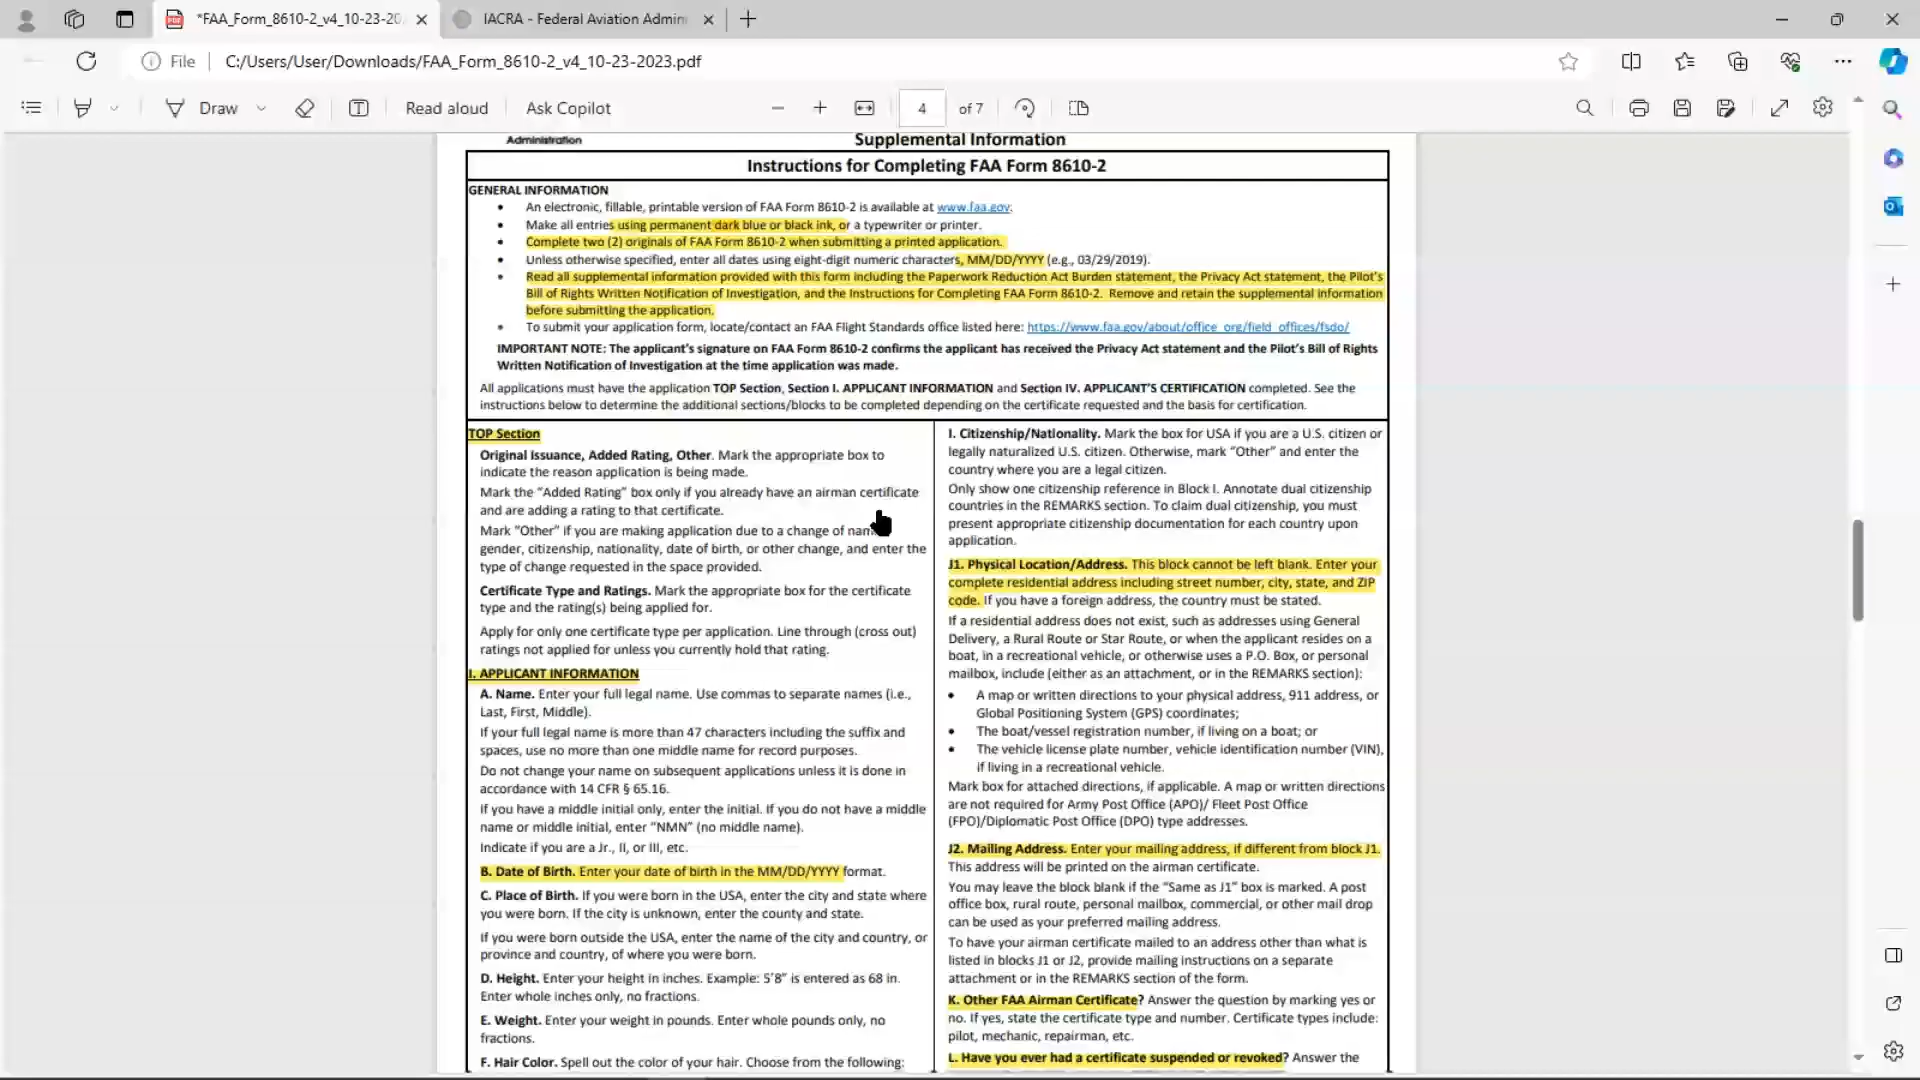 *FAA_Form_8610-2_v4_10-23-20
IACRA - Federal Aviation Admin
File
C:/Users/User/Downloads/FAA_Form_8610-2_v4_10-23-2023.pdf
Draw
Read aloud
Ask Copilot
4
of 7
Administration
Supplemental Information
Instructions for Completing FAA Form 8610-2
GENERAL INFORMATION
• An electronic, fillable, printable version of FAA Form 8610-2 is available at www.faa.gov.
• Make all entries using permanent dark blue or black ink, or a typewriter or printer.
• Complete two (2) originals of FAA Form 8610-2 when submitting a printed application.
• Unless otherwise specified, enter all dates using eight-digit numeric characters, MM/DD/YYYY (e.g., 03/29/2019).
• Read all supplemental information provided with this form including the Paperwork Reduction Act Burden statement, the Privacy Act statement, the Pilot's
Bill of Rights Written Notification of Investigation, and the Instructions for Completing FAA Form 8610-2. Remove and retain the supplemental information
before submitting the application.
• To submit your application form, locate/contact an FAA Flight Standards office listed here: https://www.faa.gov/about/office_org/field_offices/fsdo/
IMPORTANT NOTE: The applicant's signature on FAA Form 8610-2 confirms the applicant has received the Privacy Act statement and the Pilot's Bill of Rights
Written Notification of Investigation at the time application was made.
All applications must have the application TOP Section, Section I. APPLICANT INFORMATION and Section IV. APPLICANT'S CERTIFICATION completed. See the
instructions below to determine the additional sections/blocks to be completed depending on the certificate requested and the basis for certification.
TOP Section
Original Issuance, Added Rating, Other. Mark the appropriate box to
indicate the reason application is being made.
Mark the "Added Rating" box only if you already have an airman certificate
and are adding a rating to that certificate.
Mark "Other" if you are making application due to a change of nam
gender, citizenship, nationality, date of birth, or other change, and enter the
type of change requested in the space provided.
Certificate Type and Ratings. Mark the appropriate box for the certificate
type and the rating(s) being applied for.
Apply for only one certificate type per application. Line through (cross out)
ratings not applied for unless you currently hold that rating.
I. APPLICANT INFORMATION
A. Name. Enter your full legal name. Use commas to separate names (i.e.,
Last, First, Middle).
If your full legal name is more than 47 characters including the suffix and
spaces, use no more than one middle name for record purposes.
Do not change your name on subsequent applications unless it is done in
accordance with 14 CFR § 65.16.
If you have a middle initial only, enter the initial. If you do not have a middle
name or middle initial, enter "NMN" (no middle name).
Indicate if you are a Jr., II, or III, etc.
B. Date of Birth. Enter your date of birth in the MM/DD/YYYY format.
C. Place of Birth. If you were born in the USA, enter the city and state where
you were born. If the city is unknown, enter the county and state.
If you were born outside the USA, enter the name of the city and country, or
province and country, of where you were born.
D. Height. Enter your height in inches. Example: 5'8" is entered as 68 in.
Enter whole inches only, no fractions.
E. Weight. Enter your weight in pounds. Enter whole pounds only, no
fractions.
F. Hair Color. Spell out the color of your hair. Choose from the following:
I. Citizenship/Nationality. Mark the box for USA if you are a U.S. citizen or
legally naturalized U.S. citizen. Otherwise, mark "Other" and enter the
country where you are a legal citizen.
Only show one citizenship reference in Block I. Annotate dual citizenship
countries in the REMARKS section. To claim dual citizenship, you must
present appropriate citizenship documentation for each country upon
application.
J1. Physical Location/Address. This block cannot be left blank. Enter your
complete residential address including street number, city, state, and ZIP
code. If you have a foreign address, the country must be stated.
If a residential address does not exist, such as addresses using General
Delivery, a Rural Route or Star Route, or when the applicant resides on a
boat, in a recreational vehicle, or otherwise uses a P.O. Box, or personal
mailbox, include (either as an attachment, or in the REMARKS section):
• A map or written directions to your physical address, 911 address, or
Global Positioning System (GPS) coordinates;
• The boat/vessel registration number, if living on a boat; or
• The vehicle license plate number, vehicle identification number (VIN),
if living in a recreational vehicle.
Mark box for attached directions, if applicable. A map or written directions
are not required for Army Post Office (APO)/ Fleet Post Office
(FPO)/Diplomatic Post Office (DPO) type addresses.
J2. Mailing Address. Enter your mailing address, if different from block J1.
This address will be printed on the airman certificate.
You may leave the block blank if the "Same as J1" box is marked. A post
office box, rural route, personal mailbox, commercial, or other mail drop
can be used as your preferred mailing address.
To have your airman certificate mailed to an address other than what is
listed in blocks J1 or J2, provide mailing instructions on a separate
attachment or in the REMARKS section of the form.
K. Other FAA Airman Certificate? Answer the question by marking yes or
no. If yes, state the certificate type and number. Certificate types include:
pilot, mechanic, repairman, etc.
L. Have you ever had a certificate suspended or revoked? Answer the